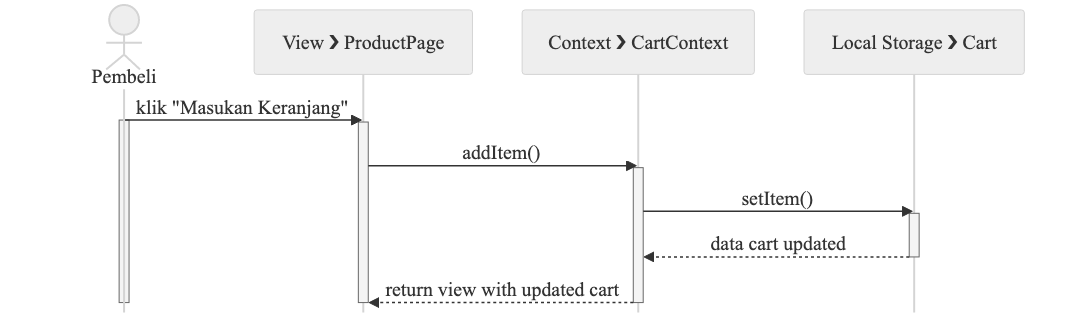 View ❯ ProductPage
Context ❯ CartContext
Local Storage ❯ Cart
Pembeli
klik "Masukan Keranjang"
addItem()
setItem()
data cart updated
return view with updated cart